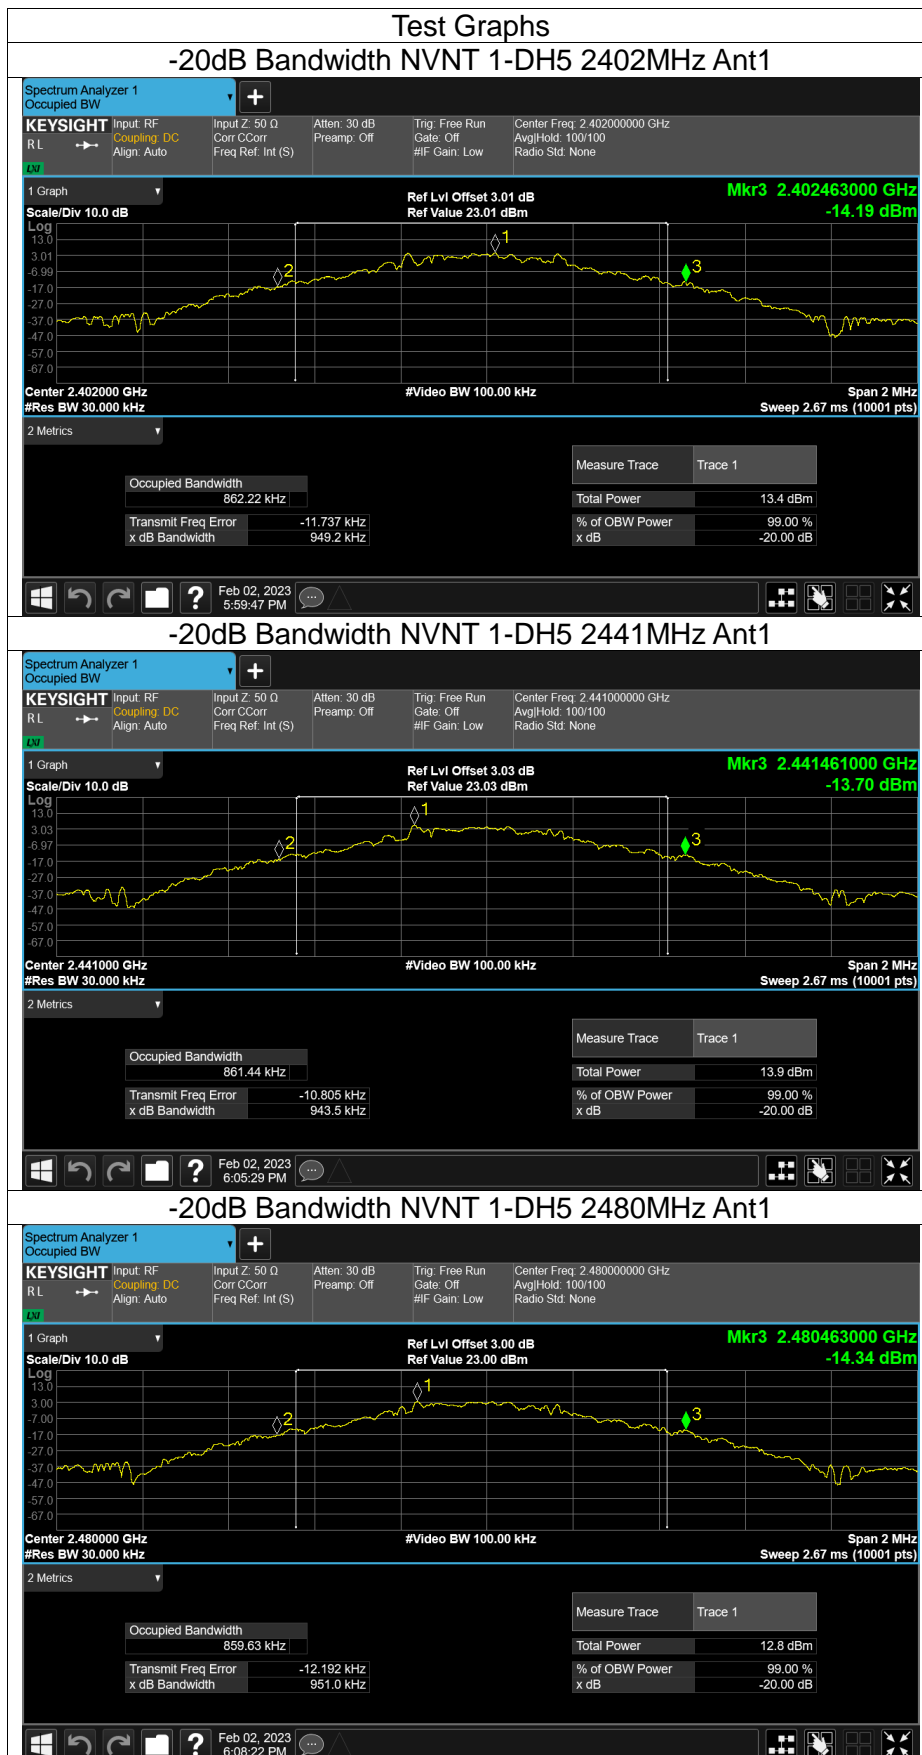 Test Graphs
-20dB Bandwidth NVNT 1-DH5 2402MHz Ant1
Spectrum Analyzer 1
Occupied BW
+
KEYSIGHT Input: RF Input Z: 50 Ω Atten: 30 dB Trig: Free Run Center Freq: 2.402000000 GHz
RL Coupling: DC Corr CCorr Preamp: Off Gate: Off Avg|Hold: 100/100
Align: Auto Freq Ref: Int (S) #IF Gain: Low Radio Std: None
LXI
1 Graph Ref Lvl Offset 3.01 dB Mkr3 2.402463000 GHz
Scale/Div 10.0 dB Ref Value 23.01 dBm -14.19 dBm
Log
13.0
3.01
-6.99
-17.0
-27.0
-37.0
-47.0
-57.0
-67.0
1
2
3
Center 2.402000 GHz #Video BW 100.00 kHz Span 2 MHz
#Res BW 30.000 kHz Sweep 2.67 ms (10001 pts)
2 Metrics
Measure Trace Trace 1
Occupied Bandwidth
862.22 kHz Total Power 13.4 dBm
Transmit Freq Error -11.737 kHz % of OBW Power 99.00 %
x dB Bandwidth 949.2 kHz x dB -20.00 dB
Feb 02, 2023
5:59:47 PM
-20dB Bandwidth NVNT 1-DH5 2441MHz Ant1
Spectrum Analyzer 1
Occupied BW
+
KEYSIGHT Input: RF Input Z: 50 Ω Atten: 30 dB Trig: Free Run Center Freq: 2.441000000 GHz
RL Coupling: DC Corr CCorr Preamp: Off Gate: Off Avg|Hold: 100/100
Align: Auto Freq Ref: Int (S) #IF Gain: Low Radio Std: None
LXI
1 Graph Ref Lvl Offset 3.03 dB Mkr3 2.441461000 GHz
Scale/Div 10.0 dB Ref Value 23.03 dBm -13.70 dBm
Log
13.0
3.03
-6.97
-17.0
-27.0
-37.0
-47.0
-57.0
-67.0
1
2
3
Center 2.441000 GHz #Video BW 100.00 kHz Span 2 MHz
#Res BW 30.000 kHz Sweep 2.67 ms (10001 pts)
2 Metrics
Measure Trace Trace 1
Occupied Bandwidth
861.44 kHz Total Power 13.9 dBm
Transmit Freq Error -10.805 kHz % of OBW Power 99.00 %
x dB Bandwidth 943.5 kHz x dB -20.00 dB
Feb 02, 2023
6:05:29 PM
-20dB Bandwidth NVNT 1-DH5 2480MHz Ant1
Spectrum Analyzer 1
Occupied BW
+
KEYSIGHT Input: RF Input Z: 50 Ω Atten: 30 dB Trig: Free Run Center Freq: 2.480000000 GHz
RL Coupling: DC Corr CCorr Preamp: Off Gate: Off Avg|Hold: 100/100
Align: Auto Freq Ref: Int (S) #IF Gain: Low Radio Std: None
LXI
1 Graph Ref Lvl Offset 3.00 dB Mkr3 2.480463000 GHz
Scale/Div 10.0 dB Ref Value 23.00 dBm -14.34 dBm
Log
13.0
3.00
-7.00
-17.0
-27.0
-37.0
-47.0
-57.0
-67.0
1
2
3
Center 2.480000 GHz #Video BW 100.00 kHz Span 2 MHz
#Res BW 30.000 kHz Sweep 2.67 ms (10001 pts)
2 Metrics
Measure Trace Trace 1
Occupied Bandwidth
859.63 kHz Total Power 12.8 dBm
Transmit Freq Error -12.192 kHz % of OBW Power 99.00 %
x dB Bandwidth 951.0 kHz x dB -20.00 dB
Feb 02, 2023
6:08:22 PM